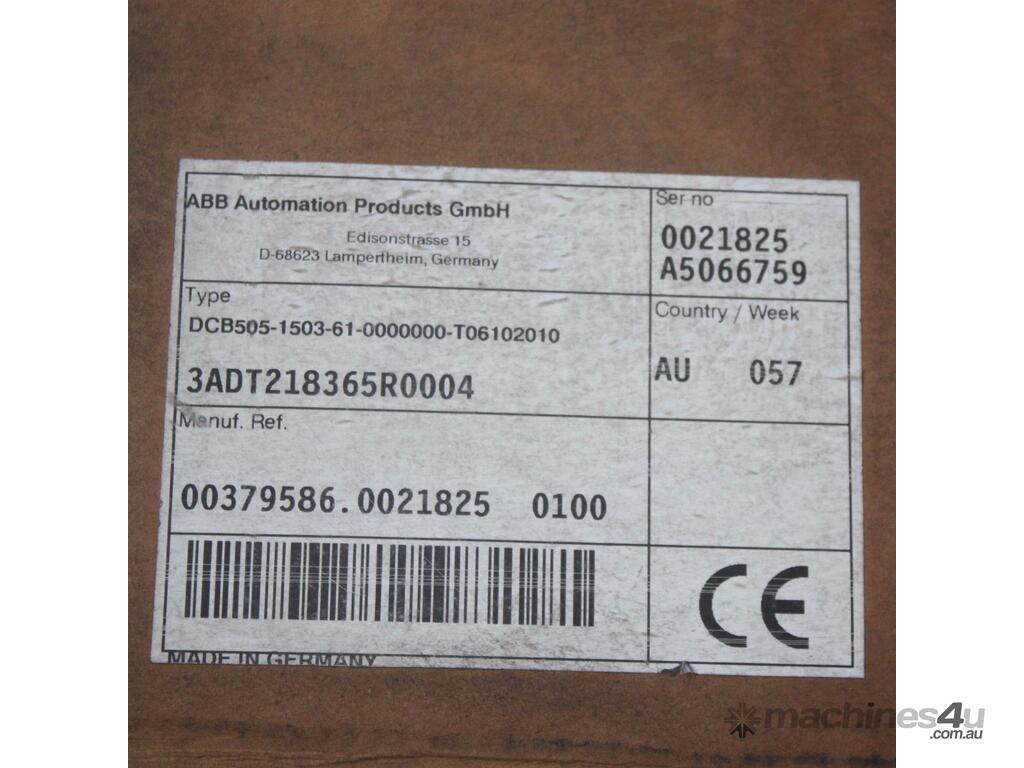 ABB Automation Products GmbH
Edisonstrasse 15
D-68623 Lampertheim, Germany
Ser no
0021825
A5066759
Type
DCB505-1503-61-0000000-T06102010
3ADT218365R0004
Country / Week
AU 057
Manuf. Ref.
00379586.0021825 0100
CE
MADE IN GERMANY
machines4u
.com.au